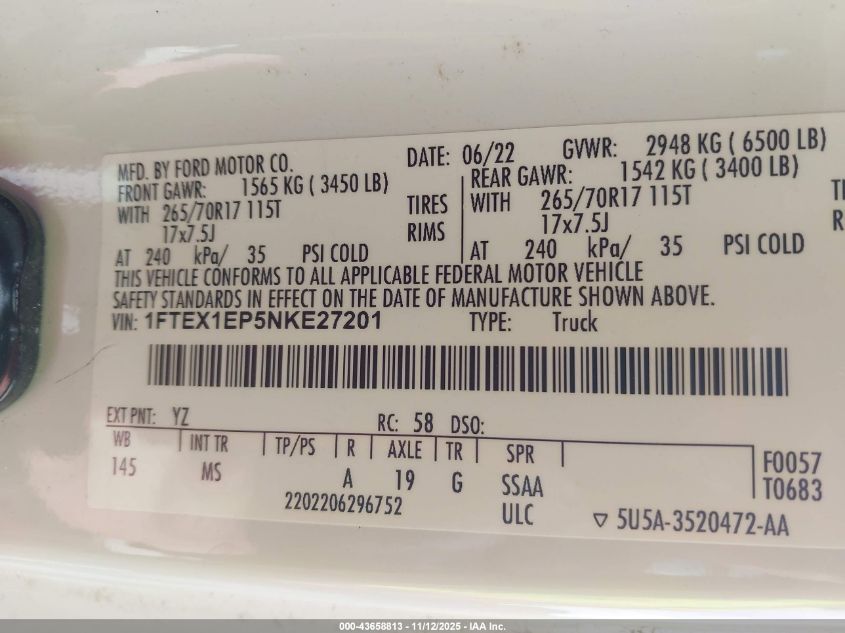 MFD. BY FORD MOTOR CO. DATE: 06/22 GVWR: 2948 KG ( 6500 LB)
FRONT GAWR: 1565 KG ( 3450 LB) REAR GAWR: 1542 KG ( 3400 LB)
WITH 265/70R17 115T TIRES WITH 265/70R17 115T
17x7.5J RIMS 17x7.5J
AT 240 kPa/ 35 PSI COLD AT 240 kPa/ 35 PSI COLD
THIS VEHICLE CONFORMS TO ALL APPLICABLE FEDERAL MOTOR VEHICLE
SAFETY STANDARDS IN EFFECT ON THE DATE OF MANUFACTURE SHOWN ABOVE.
VIN: 1FTEX1EP5NKE27201 TYPE: Truck
EXT PNT: YZ RC: 58 DSO:
WB INT TR TP/PS R AXLE TR SPR
145 MS A 19 G SSAA
F0057
T0683
2202206296752 ULC ▽ 5U5A-3520472-AA
000-43658813 - 11/12/2025 - IAA Inc.